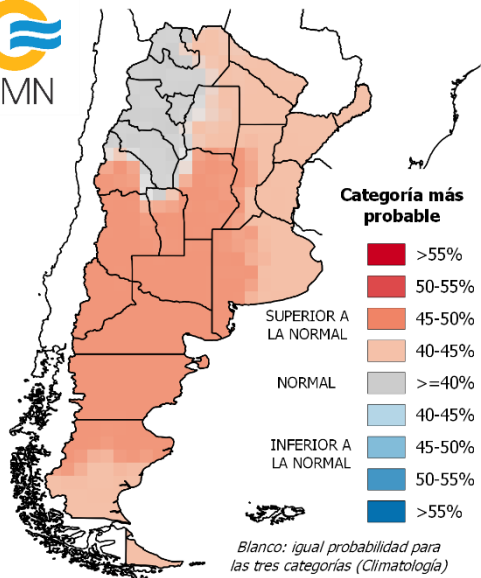 MN
Categoría más
probable
>55%
50-55%
45-50%
40-45%
>=40%
40-45%
45-50%
50-55%
>55%
SUPERIOR A
LA NORMAL
NORMAL
INFERIOR A
LA NORMAL
Blanco: igual probabilidad para
las tres categorías (Climatología)